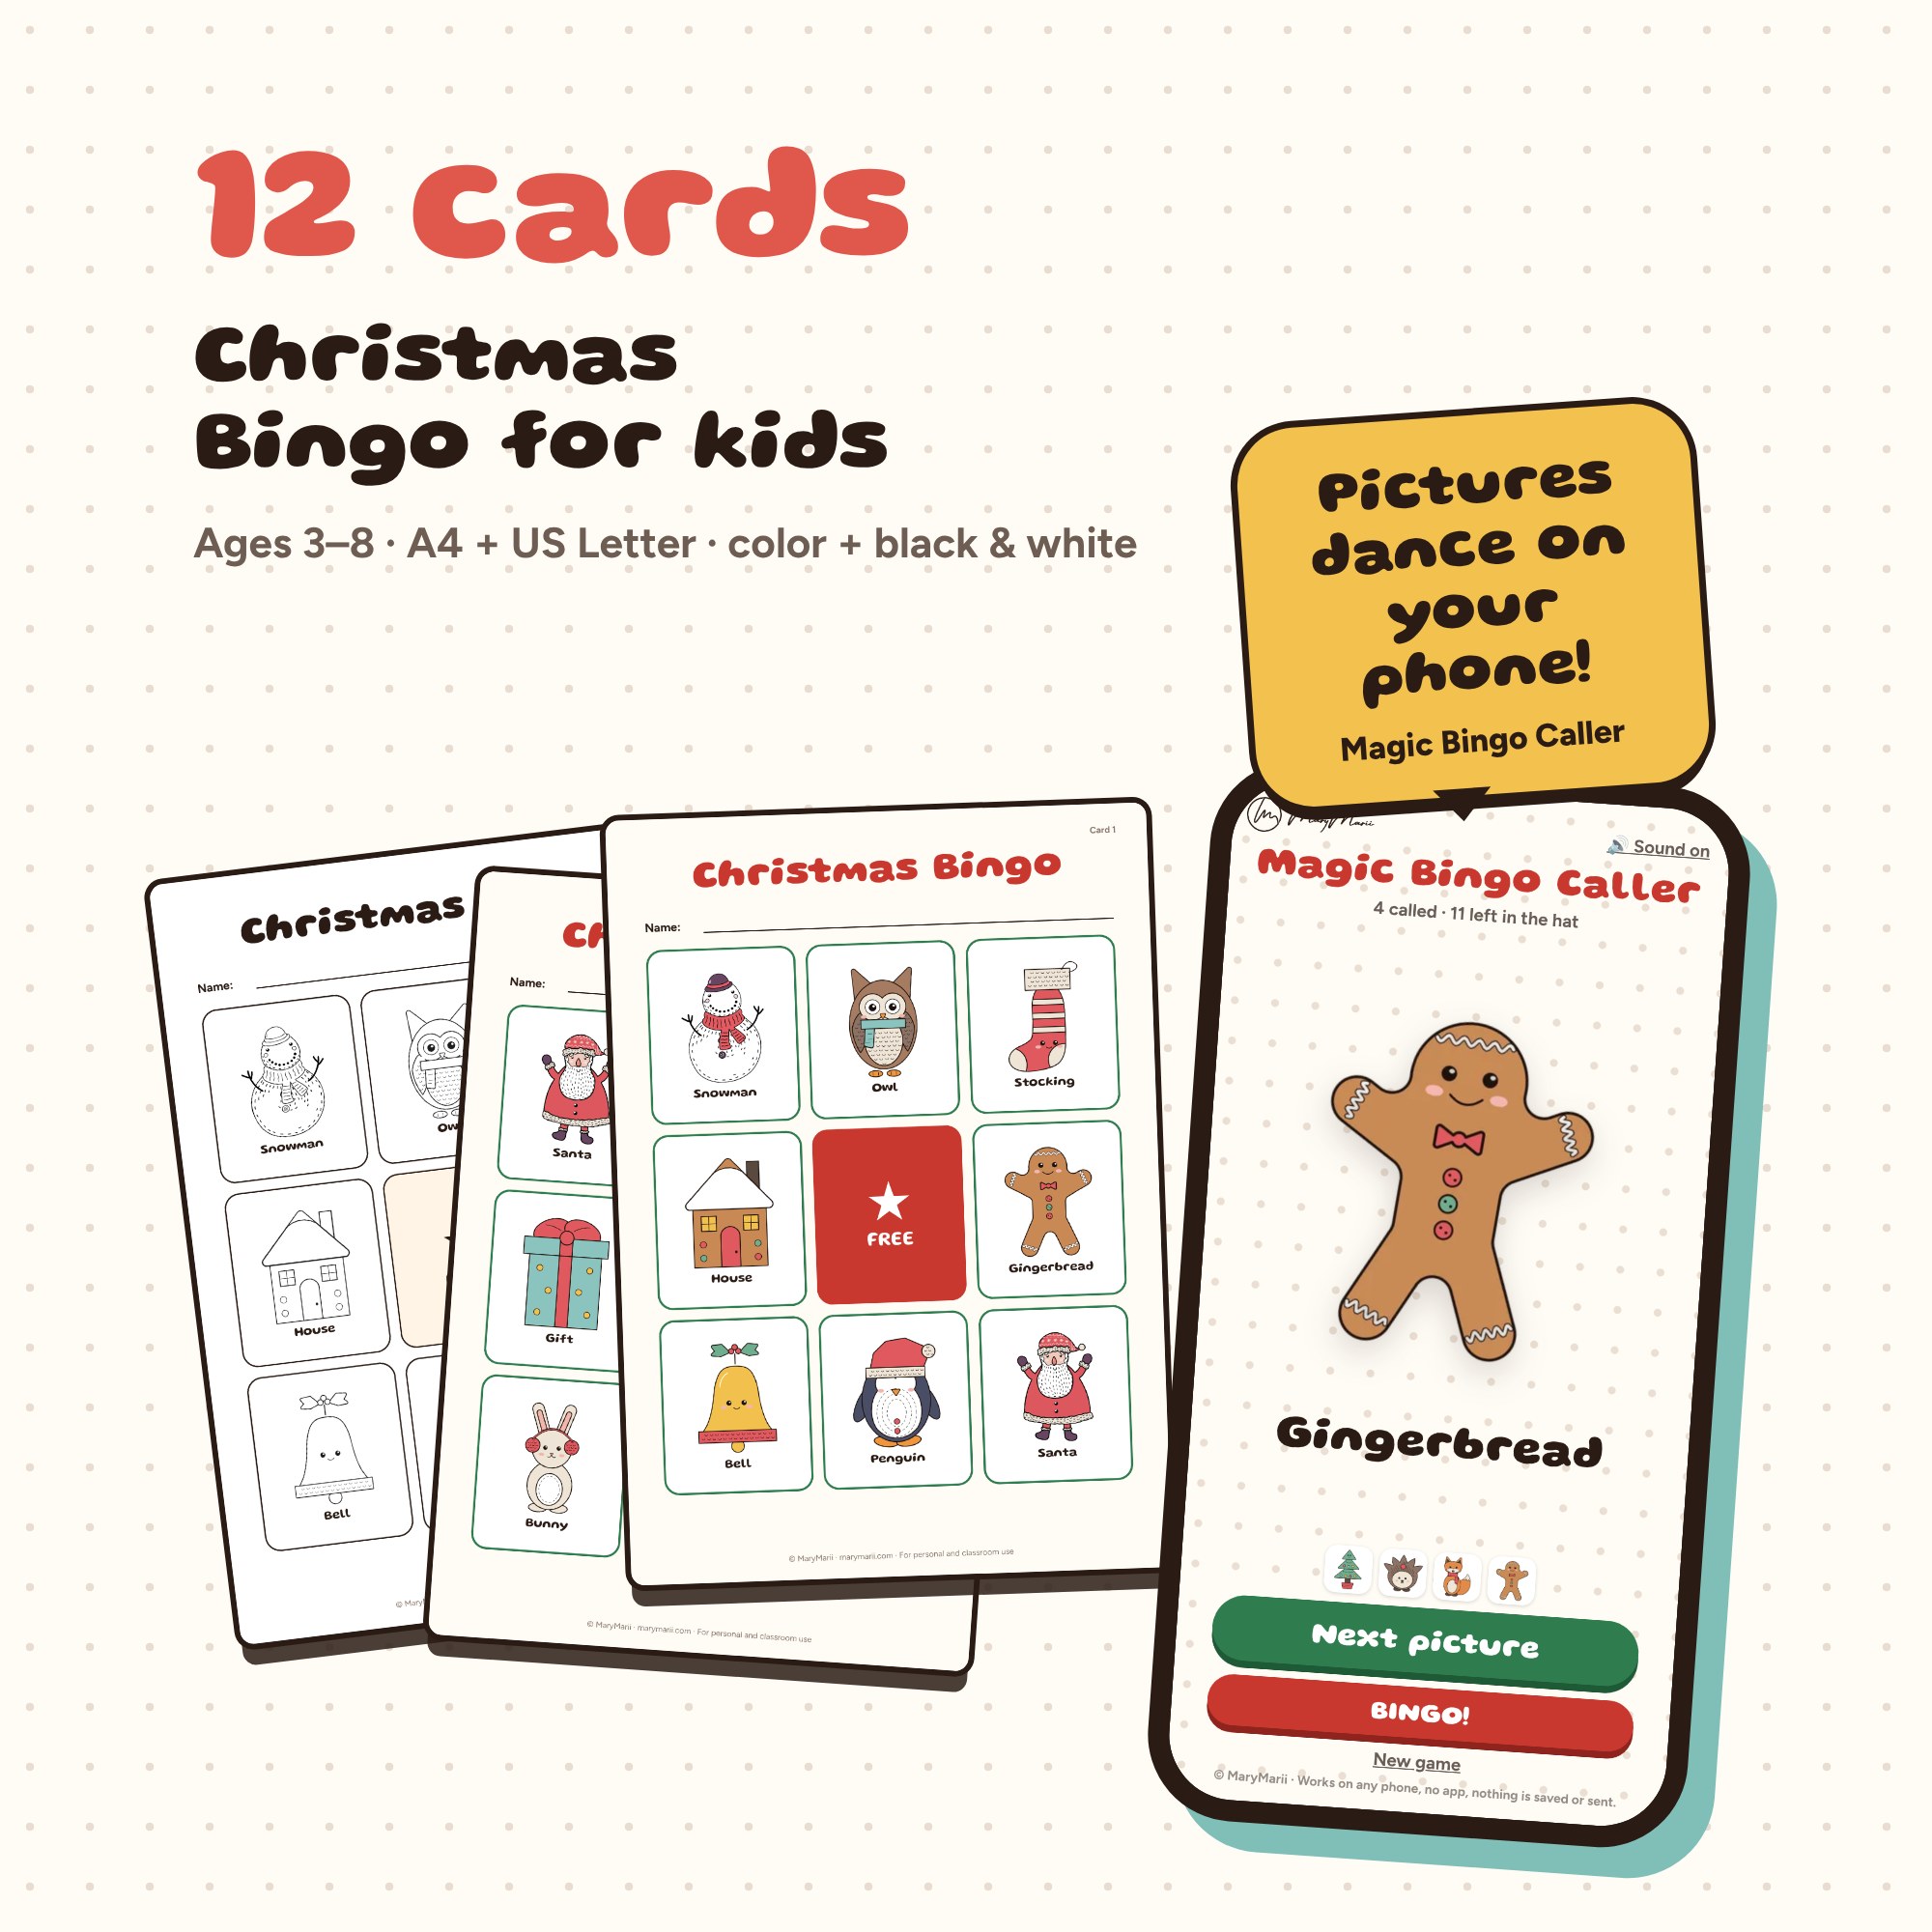 12 cards
Christmas
Bingo for kids
Ages 3–8 · A4 + US Letter · color + black & white
Pictures
dance on
your
phone!
Magic Bingo Caller
Christmas
Name:
Snowman
House
Bell
Name:
Santa
Gift
Bunny
© MaryMarii · marymarii.com · For personal and classroom use
Card 1
Christmas Bingo
Name:
Snowman
Owl
Stocking
House
FREE
Gingerbread
Bell
Penguin
Santa
© MaryMarii · marymarii.com · For personal and classroom use
MaryMarii
Sound on
Magic Bingo Caller
4 called · 11 left in the hat
Gingerbread
Next picture
BINGO!
New game
© MaryMarii · Works on any phone, no app, nothing is saved or sent.